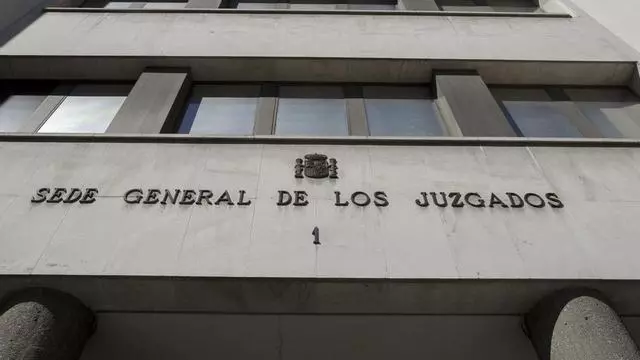 SEDE GENERAL DE LOS JUZGADOS
1